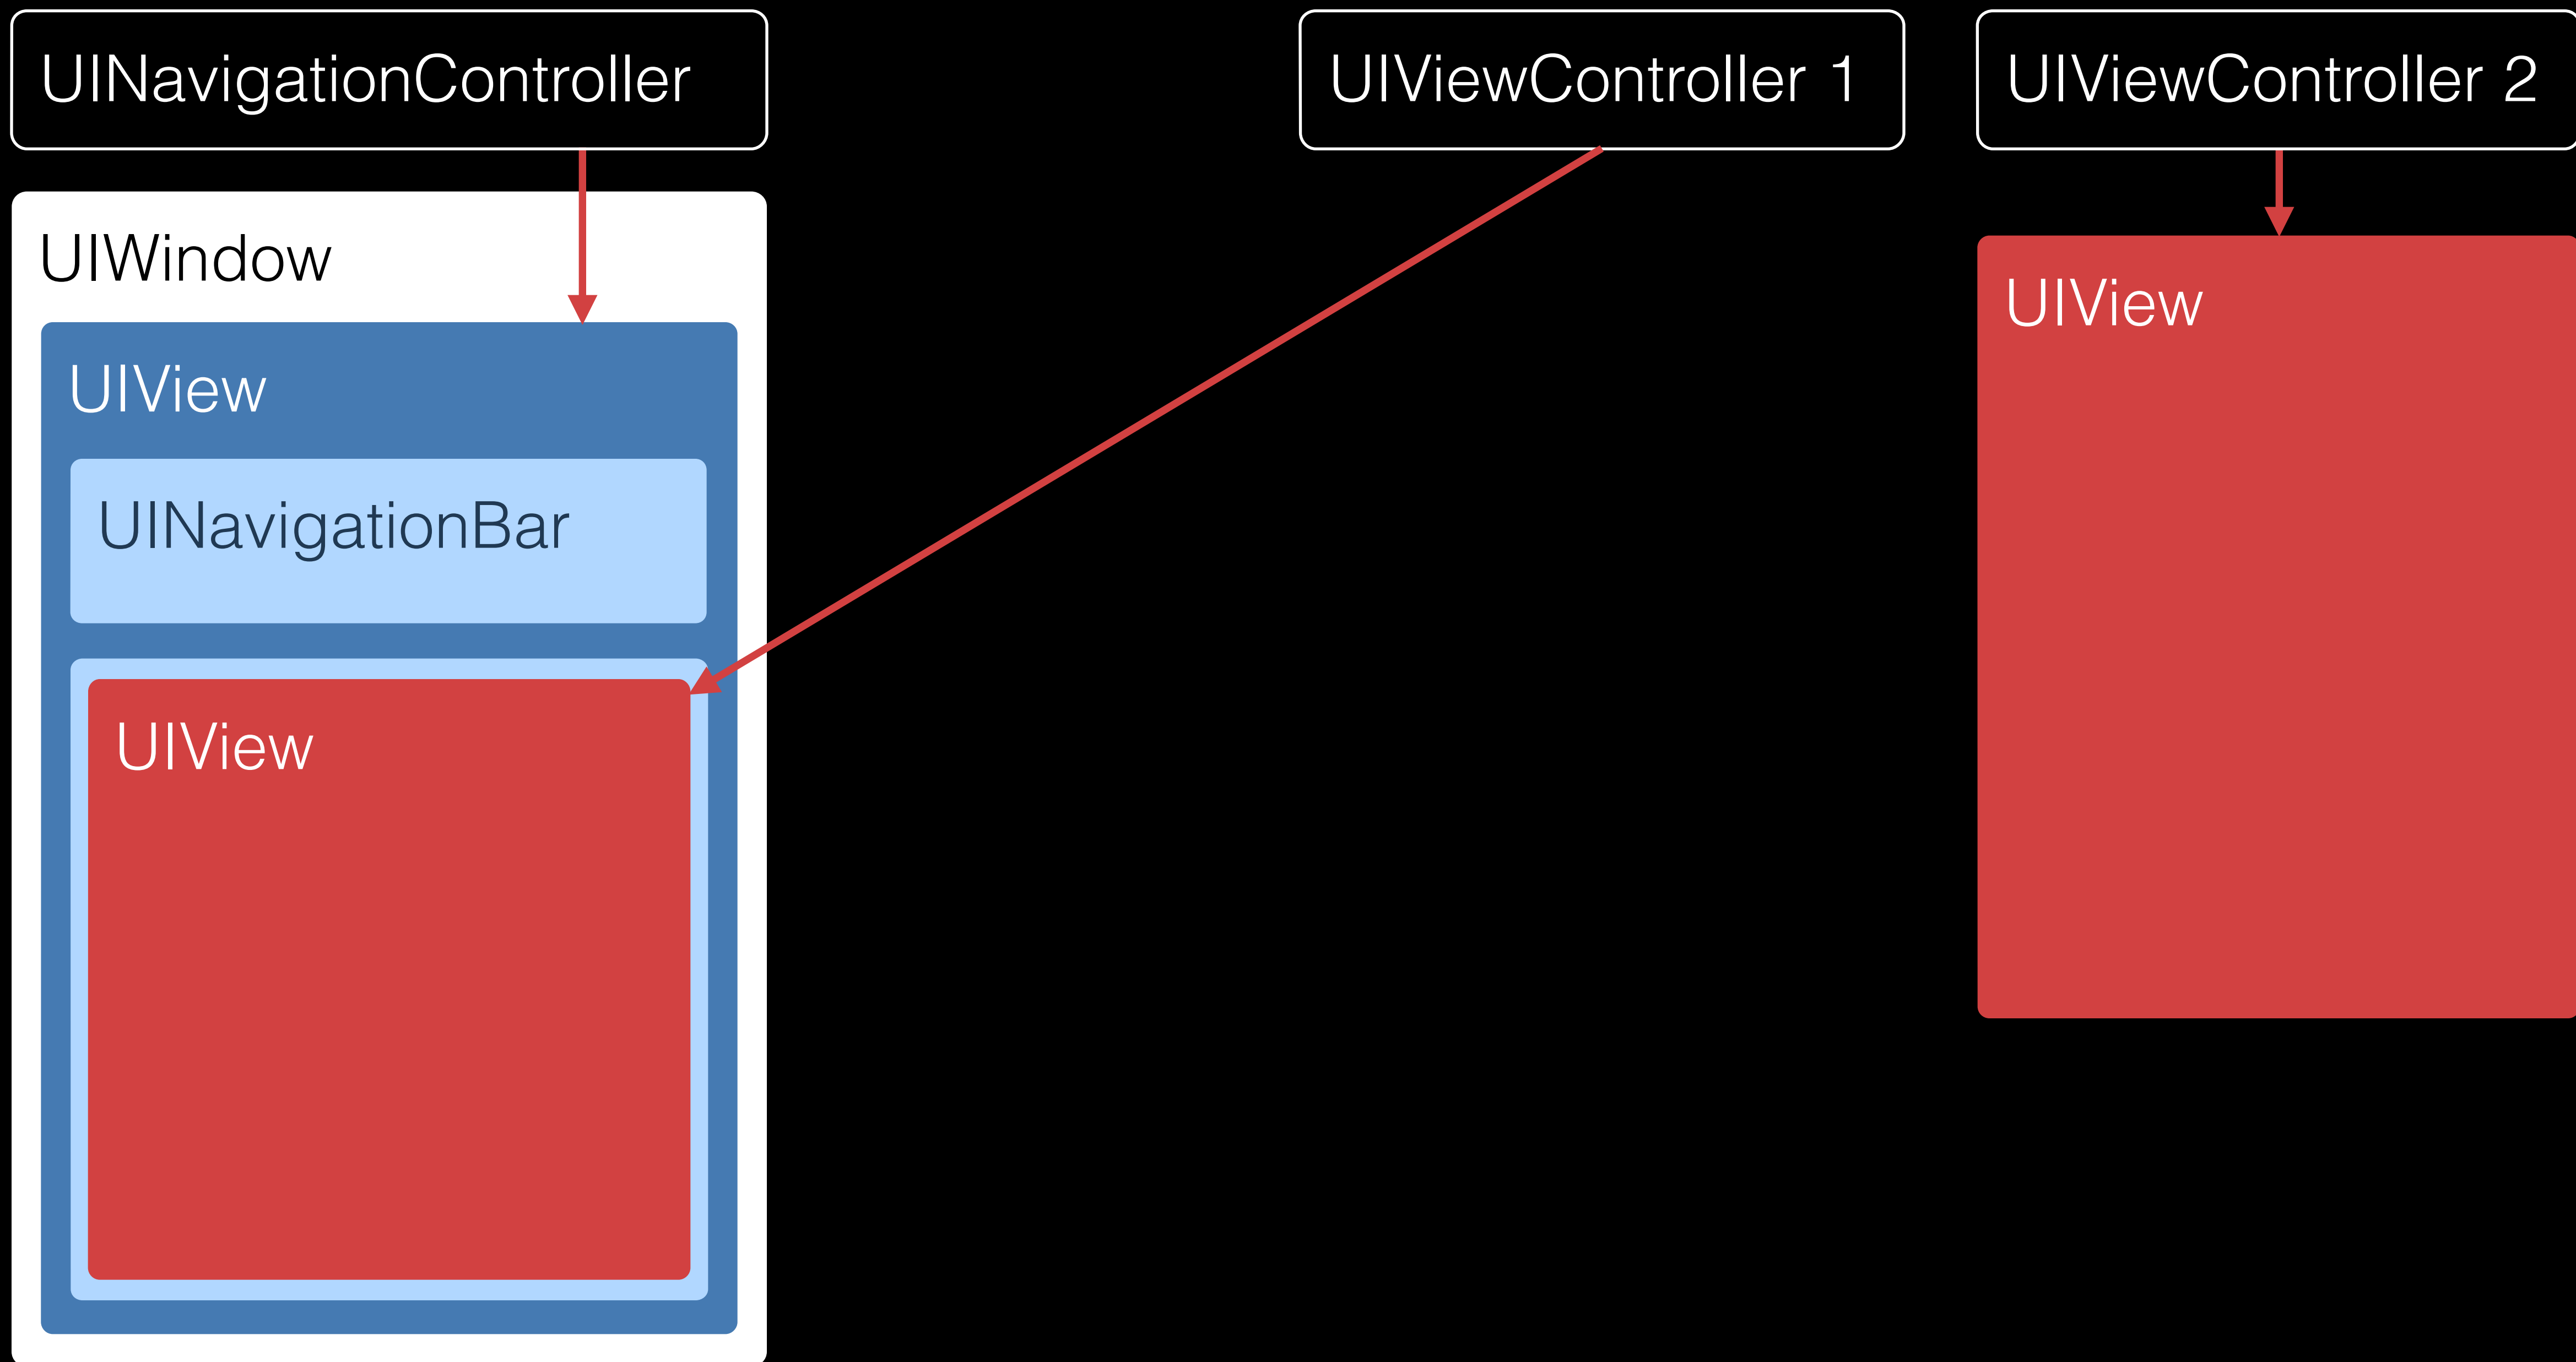 UINavigationController
UIViewController 1
UIViewController 2
UIWindow
UIView
UIView
UINavigationBar
UIView